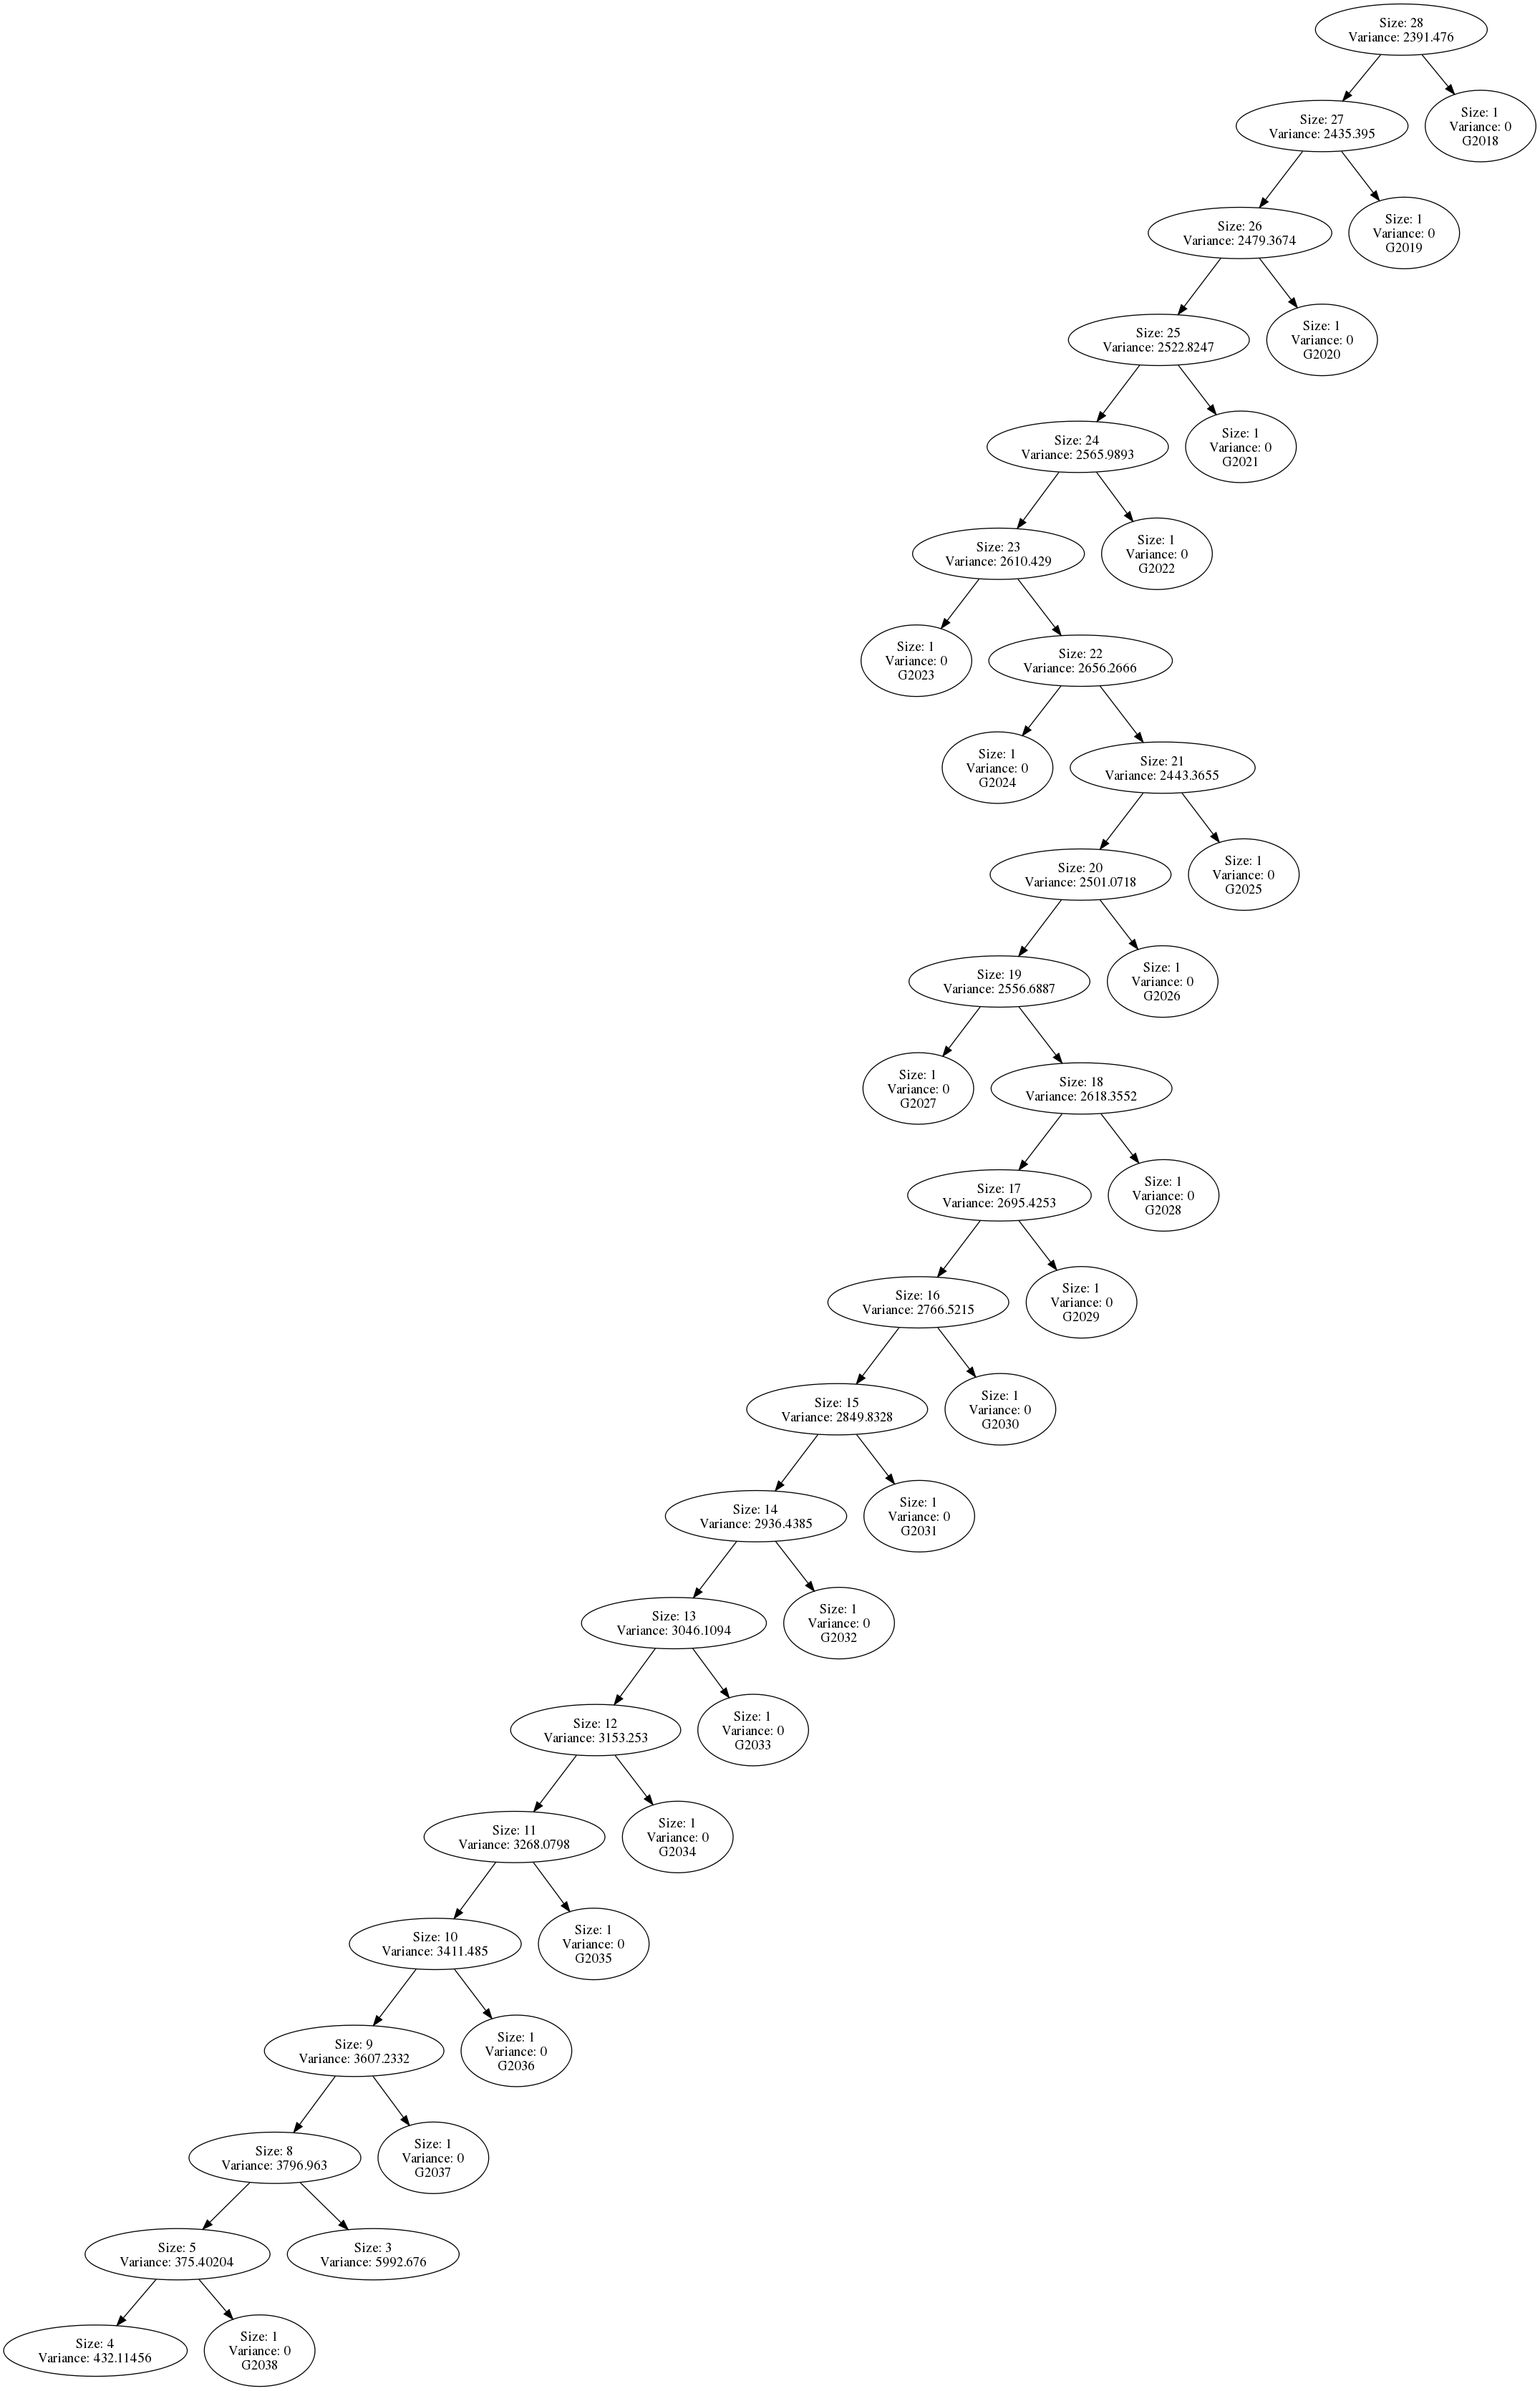 Size: 28
Variance: 2391.476
Size: 27
Variance: 2435.395
Size: 1
Variance: 0
G2018
Size: 26
Variance: 2479.3674
Size: 1
Variance: 0
G2019
Size: 25
Variance: 2522.8247
Size: 1
Variance: 0
G2020
Size: 24
Variance: 2565.9893
Size: 1
Variance: 0
G2021
Size: 23
Variance: 2610.429
Size: 1
Variance: 0
G2022
Size: 1
Variance: 0
G2023
Size: 22
Variance: 2656.2666
Size: 1
Variance: 0
G2024
Size: 21
Variance: 2443.3655
Size: 20
Variance: 2501.0718
Size: 1
Variance: 0
G2025
Size: 19
Variance: 2556.6887
Size: 1
Variance: 0
G2026
Size: 1
Variance: 0
G2027
Size: 18
Variance: 2618.3552
Size: 17
Variance: 2695.4253
Size: 1
Variance: 0
G2028
Size: 16
Variance: 2766.5215
Size: 1
Variance: 0
G2029
Size: 15
Variance: 2849.8328
Size: 1
Variance: 0
G2030
Size: 14
Variance: 2936.4385
Size: 1
Variance: 0
G2031
Size: 13
Variance: 3046.1094
Size: 1
Variance: 0
G2032
Size: 12
Variance: 3153.253
Size: 1
Variance: 0
G2033
Size: 11
Variance: 3268.0798
Size: 1
Variance: 0
G2034
Size: 10
Variance: 3411.485
Size: 1
Variance: 0
G2035
Size: 9
Variance: 3607.2332
Size: 1
Variance: 0
G2036
Size: 8
Variance: 3796.963
Size: 1
Variance: 0
G2037
Size: 5
Variance: 375.40204
Size: 3
Variance: 5992.676
Size: 4
Variance: 432.11456
Size: 1
Variance: 0
G2038